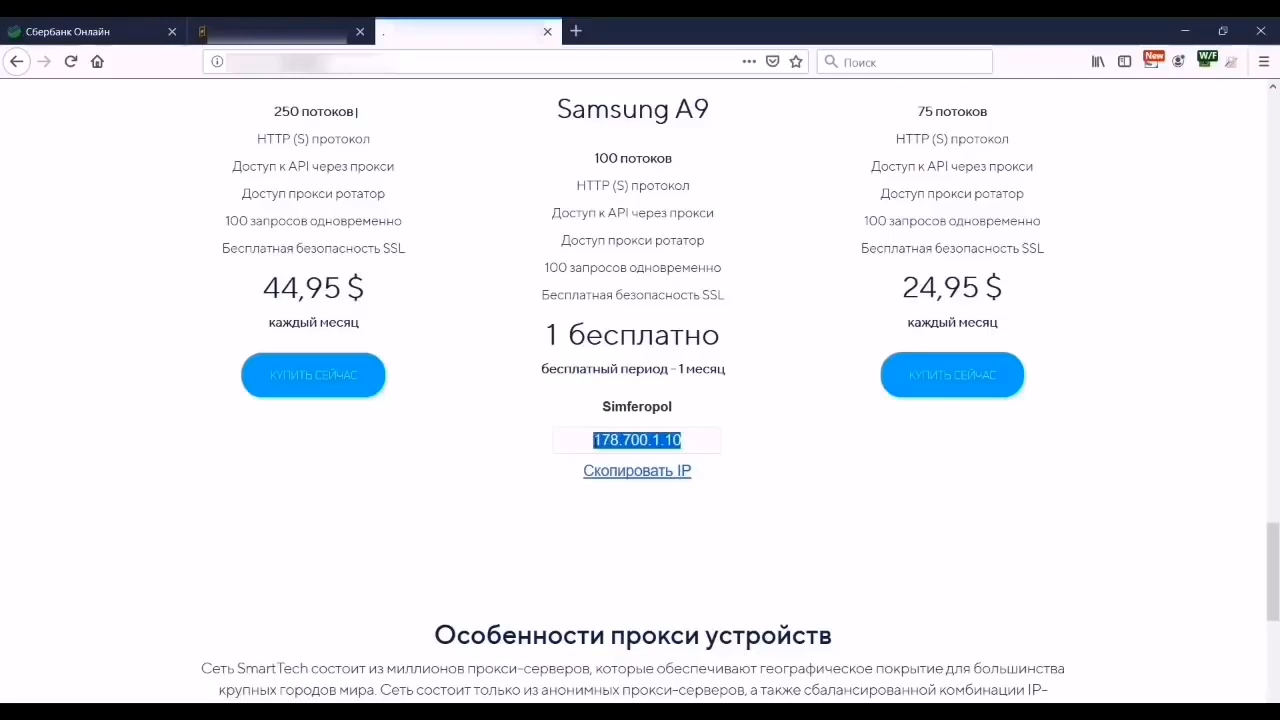 Сбербанк Онлайн
Поиск
New
W/F
250 потоков
HTTP (S) протокол
Доступ к API через прокси
Доступ прокси ротатор
100 запросов одновременно
Бесплатная безопасность SSL
44,95 $
каждый месяц
КУПИТЬ СЕЙЧАС
Samsung A9
100 потоков
HTTP (S) протокол
Доступ к API через прокси
Доступ прокси ротатор
100 запросов одновременно
Бесплатная безопасность SSL
1 бесплатно
бесплатный период - 1 месяц
Simferopol
178.700.1.10
Скопировать IP
75 потоков
HTTP (S) протокол
Доступ к API через прокси
Доступ прокси ротатор
100 запросов одновременно
Бесплатная безопасность SSL
24,95 $
каждый месяц
КУПИТЬ СЕЙЧАС
Особенности прокси устройств
Сеть SmartTech состоит из миллионов прокси-серверов, которые обеспечивают географическое покрытие для большинства
крупных городов мира. Сеть состоит только из анонимных прокси-серверов, а также сбалансированной комбинации IP-